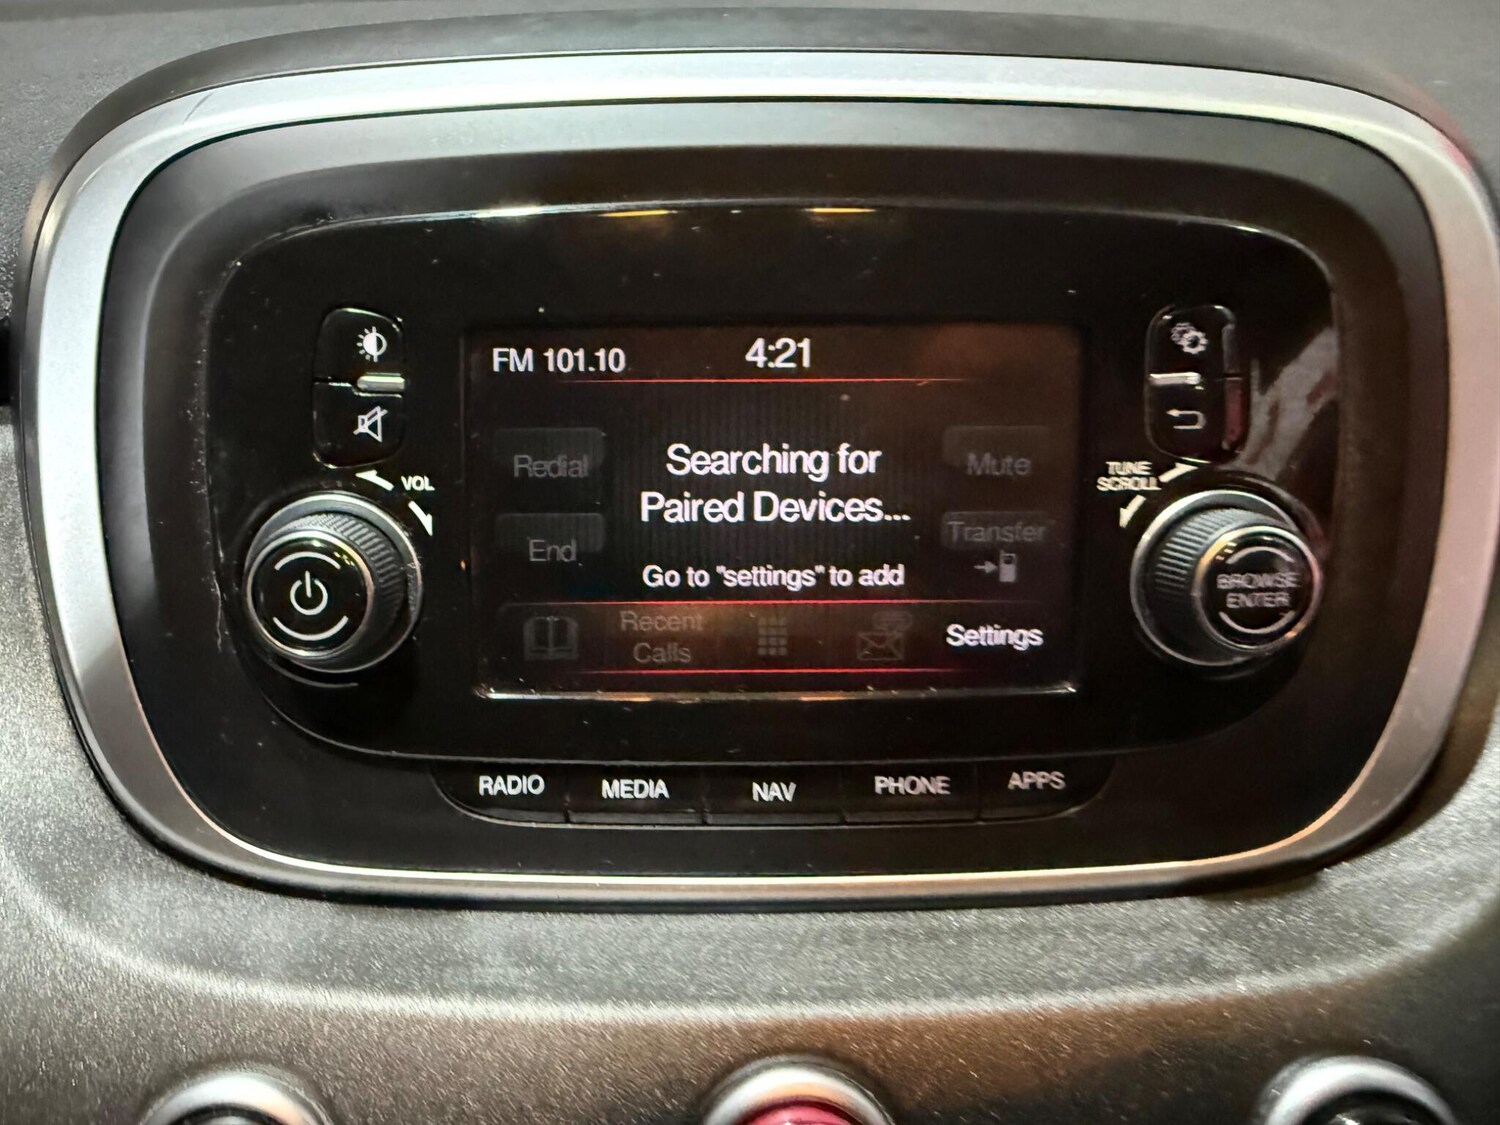 FM 101.10
4:21
VOL
TUNE
SCROLL
Redial
Searching for
Paired Devices...
Mute
End
Transfer
Go to "settings" to add
BROWSE
ENTER
Recent
Calls
Settings
RADIO
MEDIA
NAV
PHONE
APPS